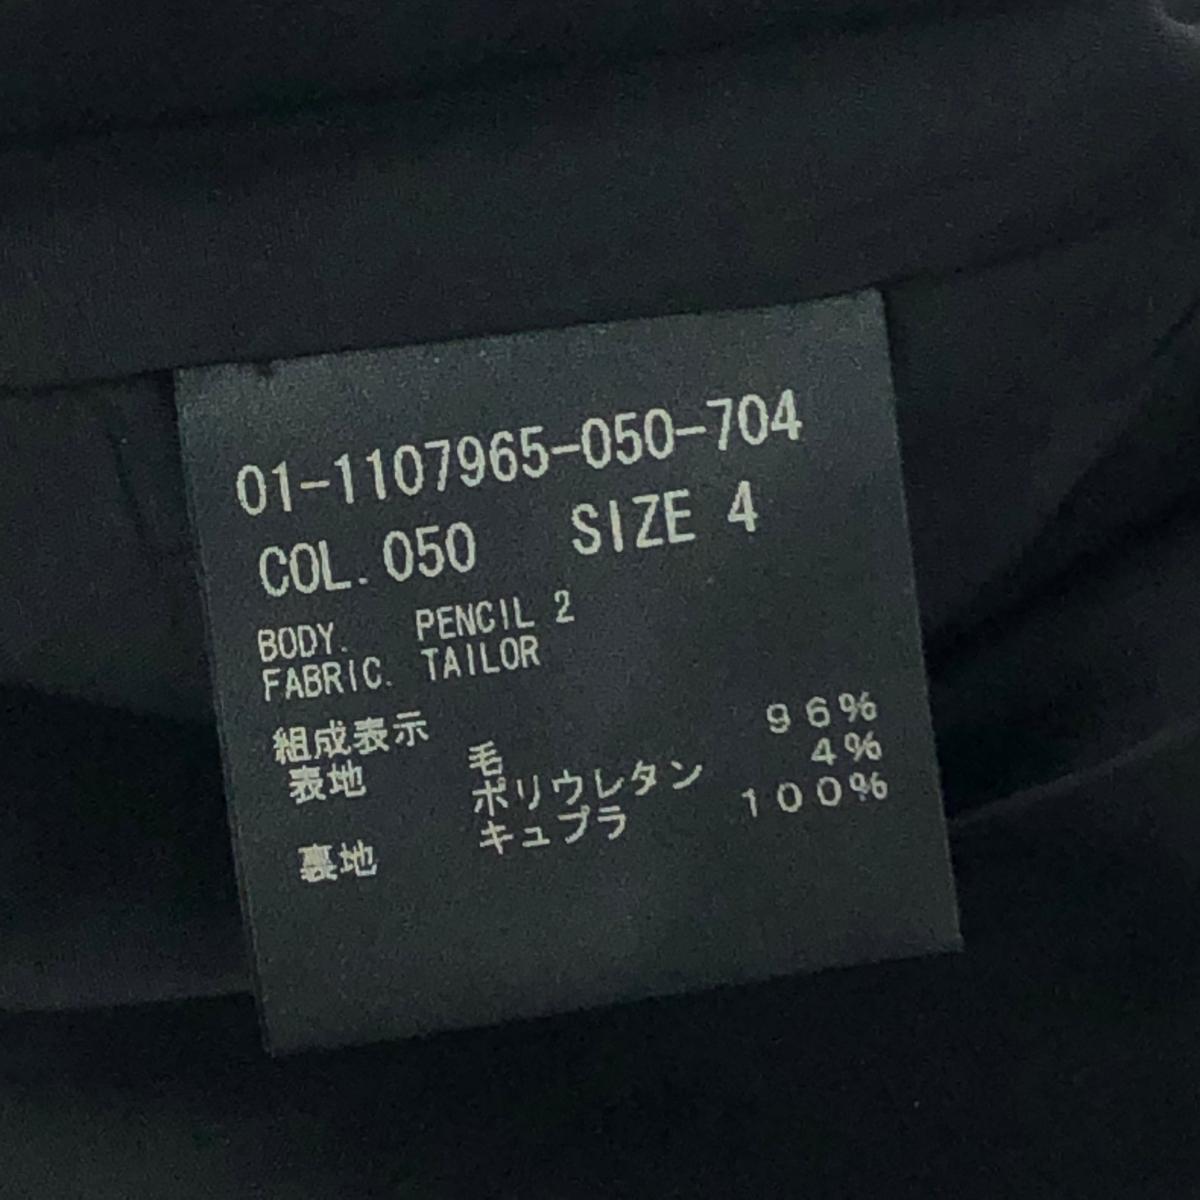 01-1107965-050-704
COL. 050 SIZE 4
BODY. PENCIL 2
FABRIC. TAILOR
組成表示
表地 毛 96%
ポリウレタン 4%
裏地 キュプラ 100%